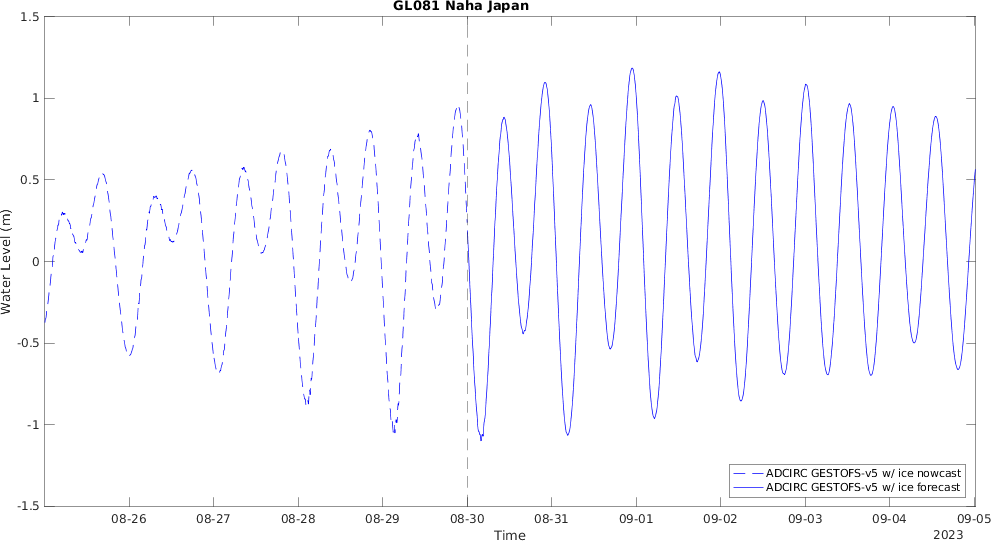 GL081 Naha Japan
1.5
1
0.5
0
-0.5
-1
-1.5
Water Level (m)
08-26 08-27 08-28 08-29 08-30 08-31 09-01 09-02 09-03 09-04 09-05
Time
2023
ADCIRC GESTOFS-v5 w/ ice nowcast
ADCIRC GESTOFS-v5 w/ ice forecast